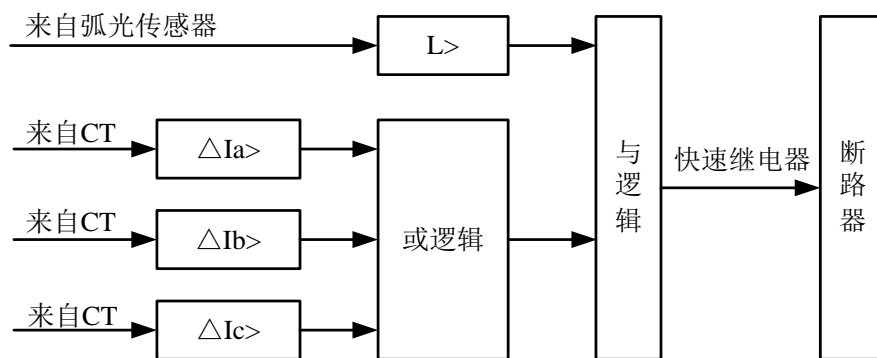 来自弧光传感器
L>
来自CT
△Ia>
来自CT
△Ib>
来自CT
△Ic>
或逻辑
与逻辑
快速继电器
断路器